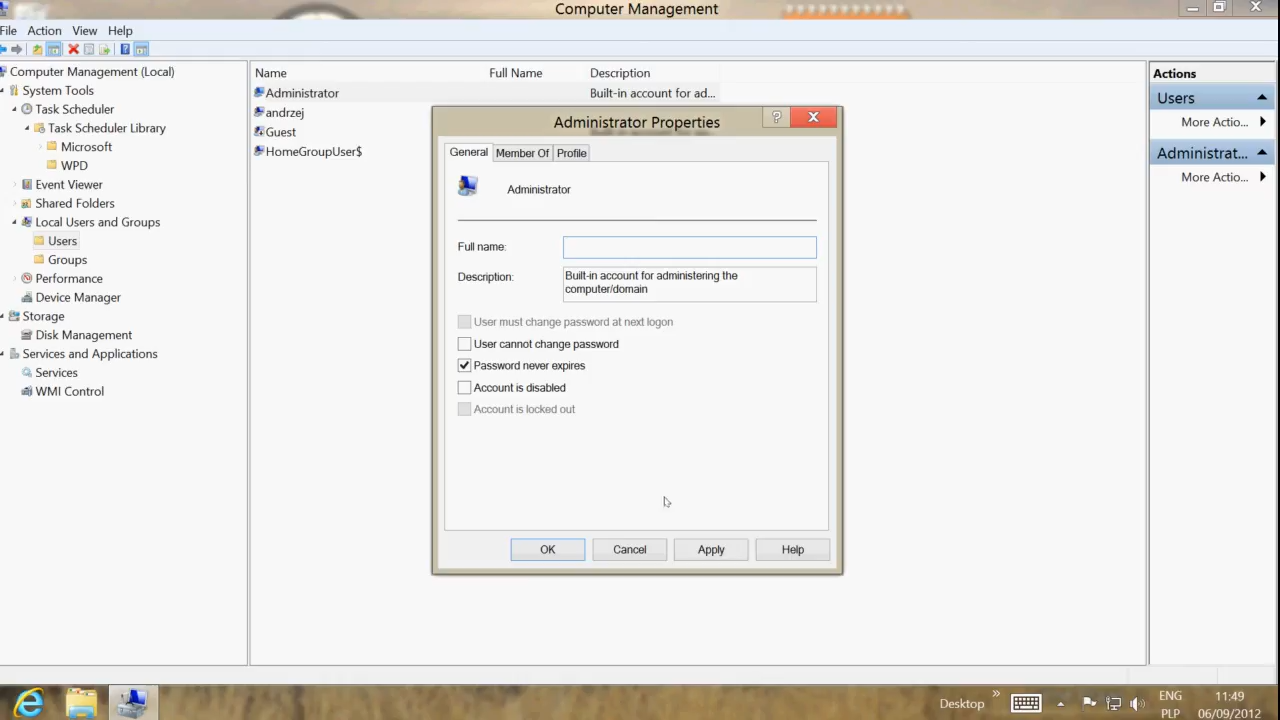 Computer Management
File Action View Help
Computer Management (Local)
System Tools
Task Scheduler
Task Scheduler Library
Microsoft
WPD
Event Viewer
Shared Folders
Local Users and Groups
Users
Groups
Performance
Device Manager
Storage
Disk Management
Services and Applications
Services
WMI Control
Name Full Name Description
Administrator Built-in account for ad...
andrzej
Guest
HomeGroupUser$
Administrator Properties
General Member Of Profile
Administrator
Full name:
Description: Built-in account for administering the
computer/domain
User must change password at next logon
User cannot change password
Password never expires
Account is disabled
Account is locked out
OK Cancel Apply Help
Actions
Users
More Actio...
Administrat...
More Actio...
Desktop
ENG
PLP
11:49
06/09/2012